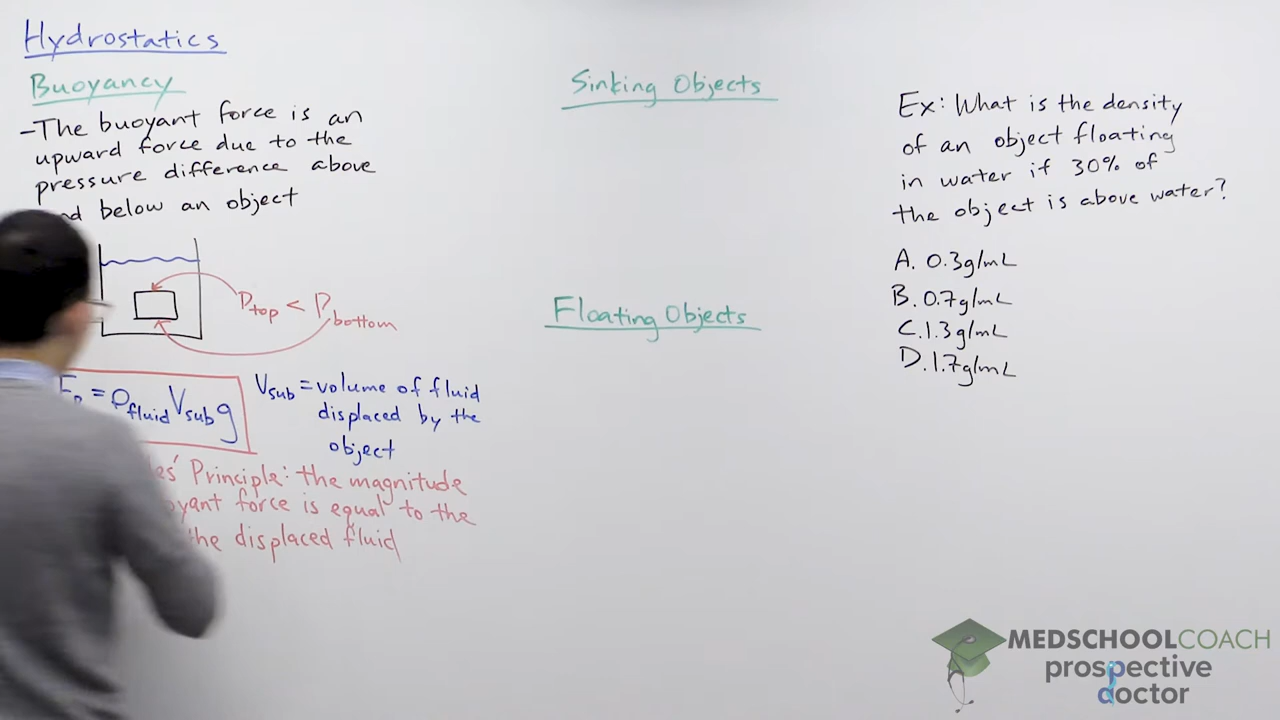 Hydrostatics
Buoyancy
-The buoyant force is an
upward force due to the
pressure difference above
below an object
Ptop < Pbottom
= ρfluid Vsub g
Vsub = volume of fluid
displaced by the
object
Principle: the magnitude
force is equal to the
the displaced fluid
Sinking Objects
Floating Objects
Ex: What is the density
of an object floating
in water if 30% of
the object is above water?
A. 0.3g/mL
B. 0.7g/mL
C. 1.3g/mL
D. 1.7g/mL
MEDSCHOOLCOACH
prospective
doctor